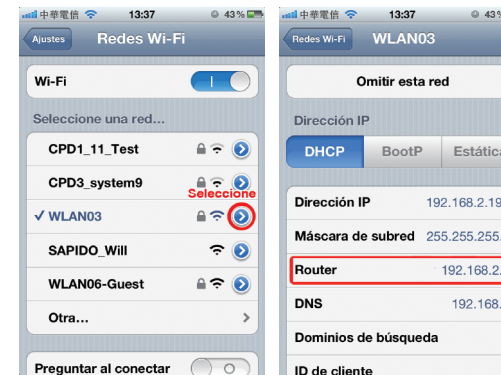 中華電信 13:37 43%
Ajustes Redes Wi-Fi
Wi-Fi
Seleccione una red...
CPD1_11_Test
CPD3_system9
Seleccione
WLAN03
SAPIDO_Will
WLAN06-Guest
Otra...
Preguntar al conectar
中華電信 13:37 43%
Redes Wi-Fi WLAN03
Omitir esta red
Dirección IP
DHCP BootP Estática
Dirección IP 192.168.2.19
Máscara de subred 255.255.255.
Router 192.168.2.
DNS 192.168.
Dominios de búsqueda
ID de cliente